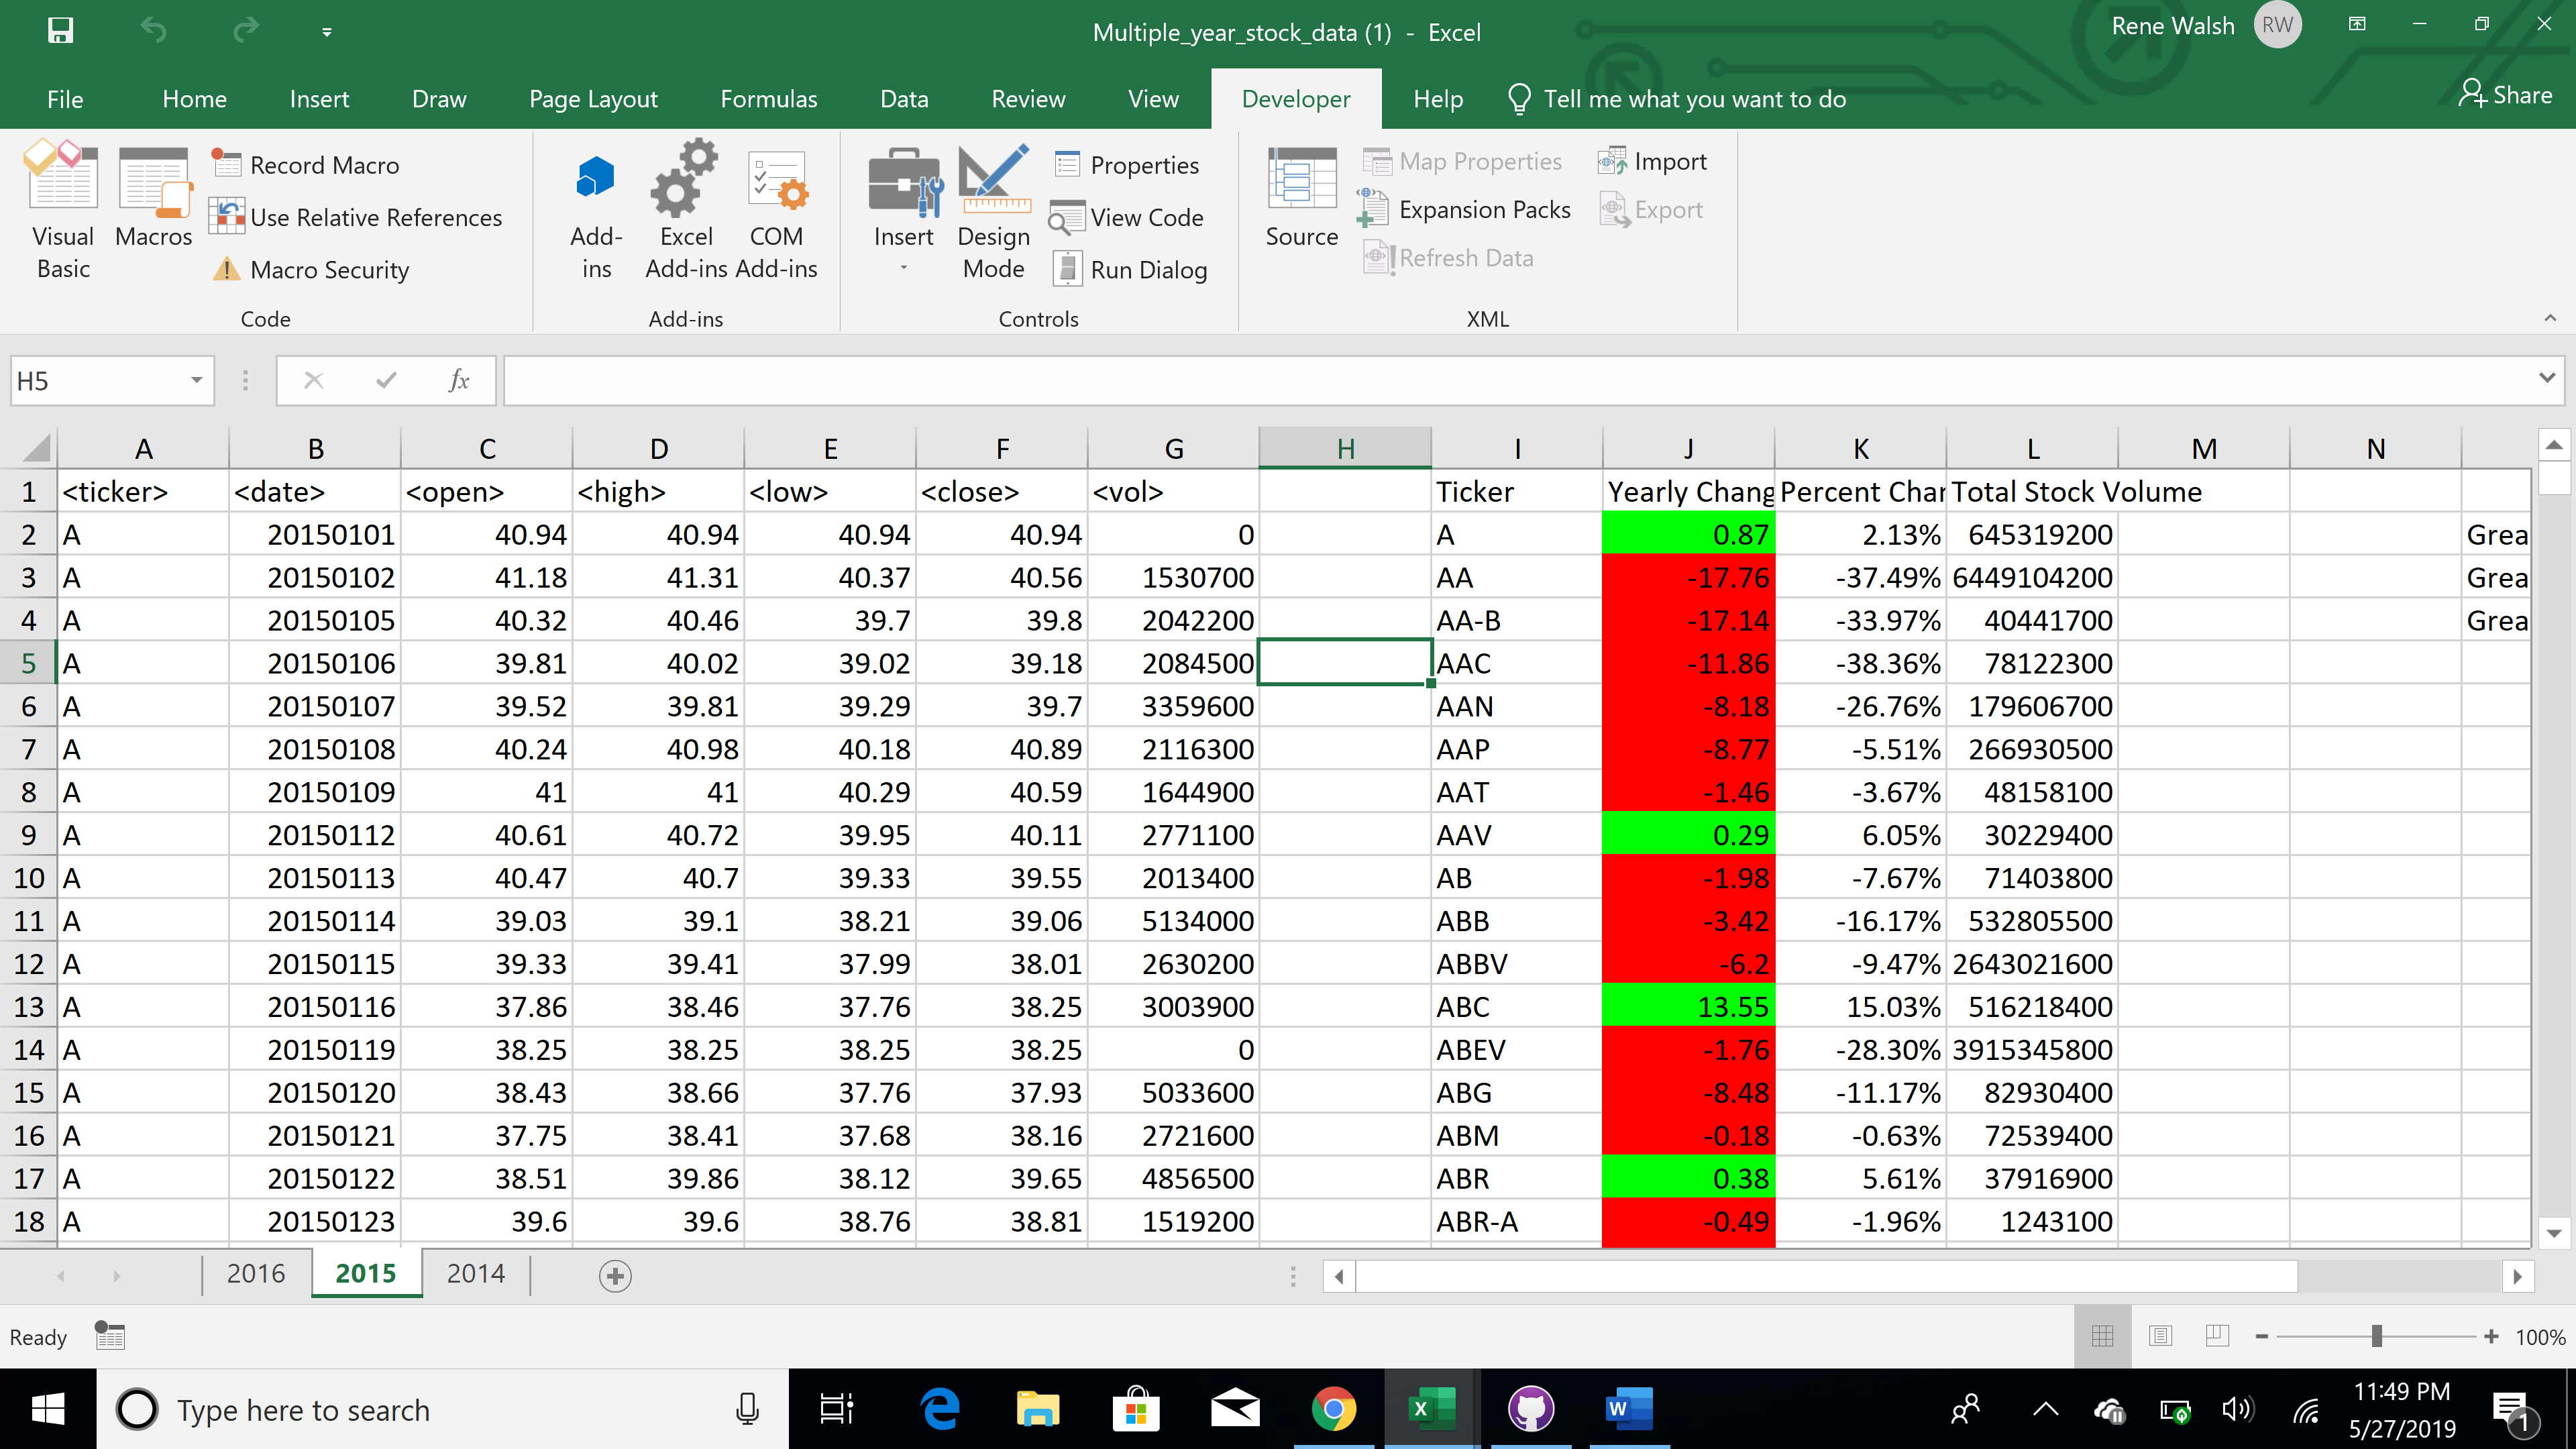 Multiple_year_stock_data (1) - Excel
Rene Walsh RW
File Home Insert Draw Page Layout Formulas Data Review View Developer Help Tell me what you want to do Share
Visual Basic
Macros
Record Macro
Use Relative References
Macro Security
Code
Add-ins
Excel Add-ins
COM Add-ins
Add-ins
Insert
Design Mode
Properties
View Code
Run Dialog
Controls
Source
Map Properties
Expansion Packs
Refresh Data
Import
Export
XML
H5 fx
A B C D E F G H I J K L M N
1 <ticker> <date> <open> <high> <low> <close> <vol> Ticker Yearly Chang Percent Char Total Stock Volume
2 A 20150101 40.94 40.94 40.94 40.94 0 A 0.87 2.13% 645319200 Grea
3 A 20150102 41.18 41.31 40.37 40.56 1530700 AA -17.76 -37.49% 6449104200 Grea
4 A 20150105 40.32 40.46 39.7 39.8 2042200 AA-B -17.14 -33.97% 40441700 Grea
5 A 20150106 39.81 40.02 39.02 39.18 2084500 AAC -11.86 -38.36% 78122300
6 A 20150107 39.52 39.81 39.29 39.7 3359600 AAN -8.18 -26.76% 179606700
7 A 20150108 40.24 40.98 40.18 40.89 2116300 AAP -8.77 -5.51% 266930500
8 A 20150109 41 41 40.29 40.59 1644900 AAT -1.46 -3.67% 48158100
9 A 20150112 40.61 40.72 39.95 40.11 2771100 AAV 0.29 6.05% 30229400
10 A 20150113 40.47 40.7 39.33 39.55 2013400 AB -1.98 -7.67% 71403800
11 A 20150114 39.03 39.1 38.21 39.06 5134000 ABB -3.42 -16.17% 532805500
12 A 20150115 39.33 39.41 37.99 38.01 2630200 ABBV -6.2 -9.47% 2643021600
13 A 20150116 37.86 38.46 37.76 38.25 3003900 ABC 13.55 15.03% 516218400
14 A 20150119 38.25 38.25 38.25 38.25 0 ABEV -1.76 -28.30% 3915345800
15 A 20150120 38.43 38.66 37.76 37.93 5033600 ABG -8.48 -11.17% 82930400
16 A 20150121 37.75 38.41 37.68 38.16 2721600 ABM -0.18 -0.63% 72539400
17 A 20150122 38.51 39.86 38.12 39.65 4856500 ABR 0.38 5.61% 37916900
18 A 20150123 39.6 39.6 38.76 38.81 1519200 ABR-A -0.49 -1.96% 1243100
2016 2015 2014
Ready 100%
Type here to search
11:49 PM
5/27/2019
1